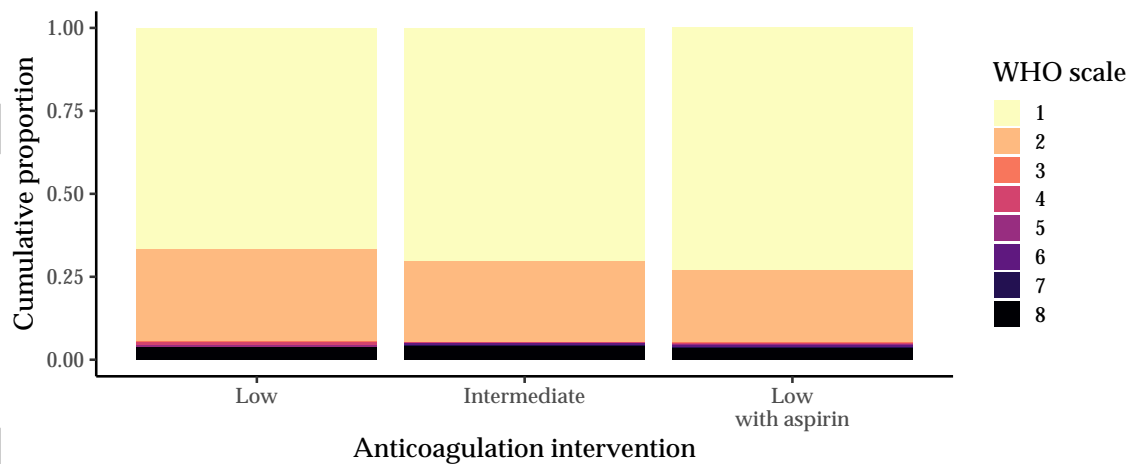 Cumulative proportion
1.00
0.75
0.50
0.25
0.00
Low
Intermediate
Low
with aspirin
Anticoagulation intervention
WHO scale
1
2
3
4
5
6
7
8